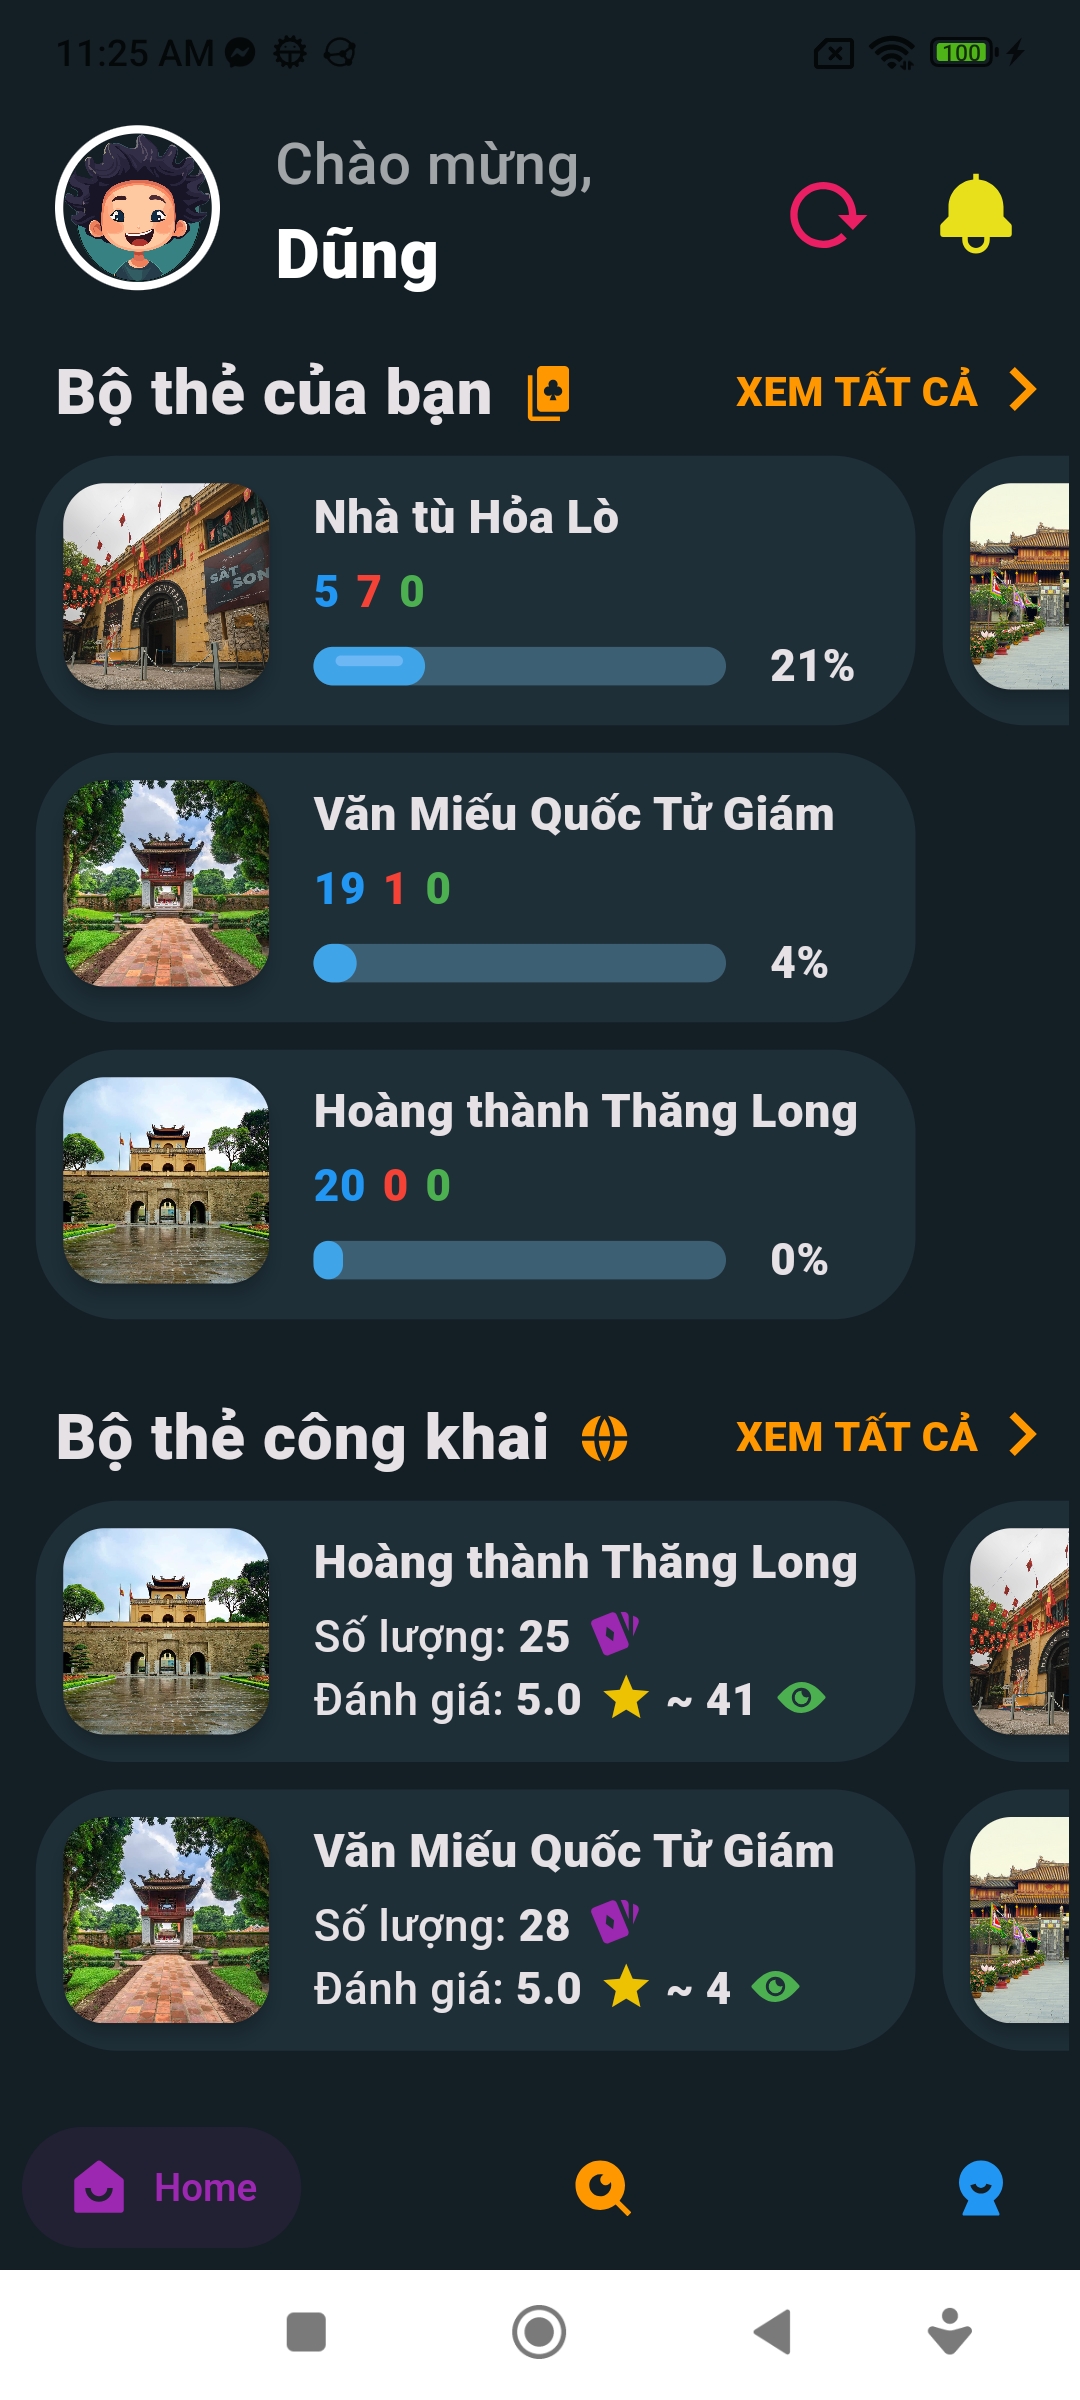 11:25 AM
100
Chào mừng,
Dũng
Bộ thẻ của bạn
XEM TẤT CẢ
Nhà tù Hỏa Lò
5 7 0
21%
Văn Miếu Quốc Tử Giám
19 1 0
4%
Hoàng thành Thăng Long
20 0 0
0%
Bộ thẻ công khai
XEM TẤT CẢ
Hoàng thành Thăng Long
Số lượng: 25
Đánh giá: 5.0 ~ 41
Văn Miếu Quốc Tử Giám
Số lượng: 28
Đánh giá: 5.0 ~ 4
Home